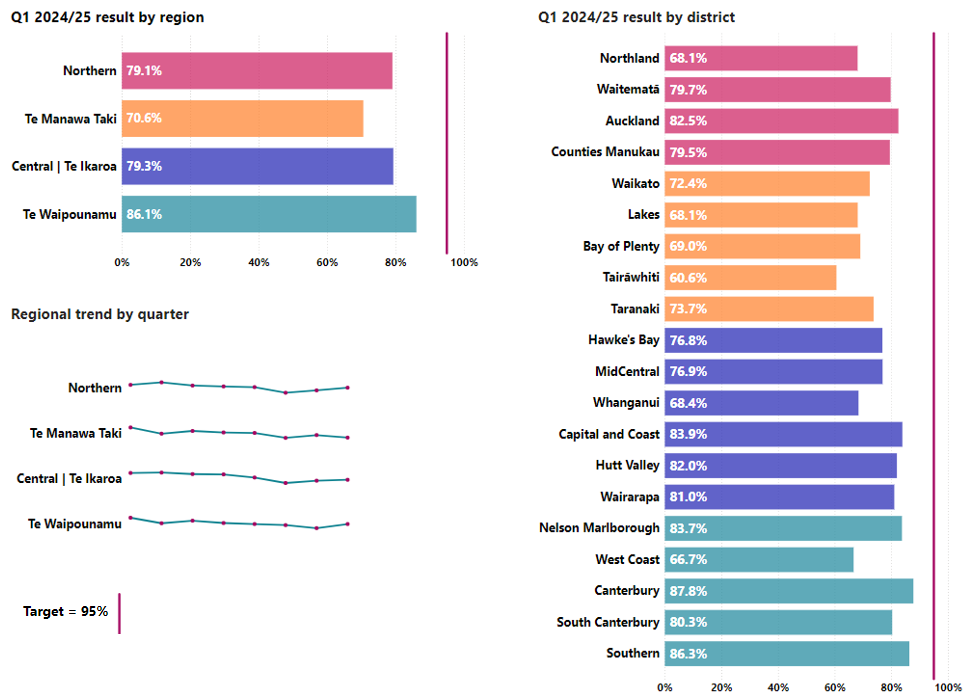 Q1 2024/25 result by region
Northern 79.1%
Te Manawa Taki 70.6%
Central | Te Ikaroa 79.3%
Te Waipounamu 86.1%
0% 20% 40% 60% 80% 100%
Regional trend by quarter
Northern
Te Manawa Taki
Central | Te Ikaroa
Te Waipounamu
Target = 95%
Q1 2024/25 result by district
Northland 68.1%
Waitematā 79.7%
Auckland 82.5%
Counties Manukau 79.5%
Waikato 72.4%
Lakes 68.1%
Bay of Plenty 69.0%
Tairāwhiti 60.6%
Taranaki 73.7%
Hawke's Bay 76.8%
MidCentral 76.9%
Whanganui 68.4%
Capital and Coast 83.9%
Hutt Valley 82.0%
Wairarapa 81.0%
Nelson Marlborough 83.7%
West Coast 66.7%
Canterbury 87.8%
South Canterbury 80.3%
Southern 86.3%
0% 20% 40% 60% 80% 100%